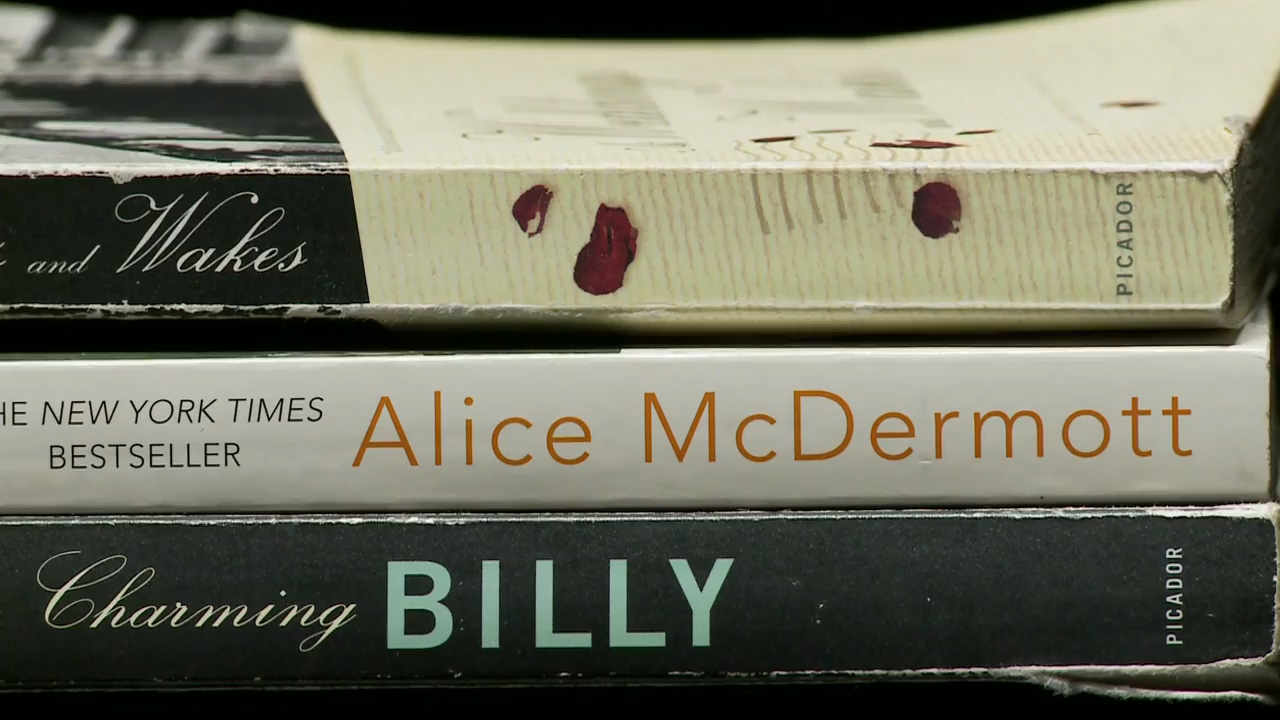 and Wakes
PICADOR
HE NEW YORK TIMES
BESTSELLER
Alice McDermott
Charming BILLY
PICADOR